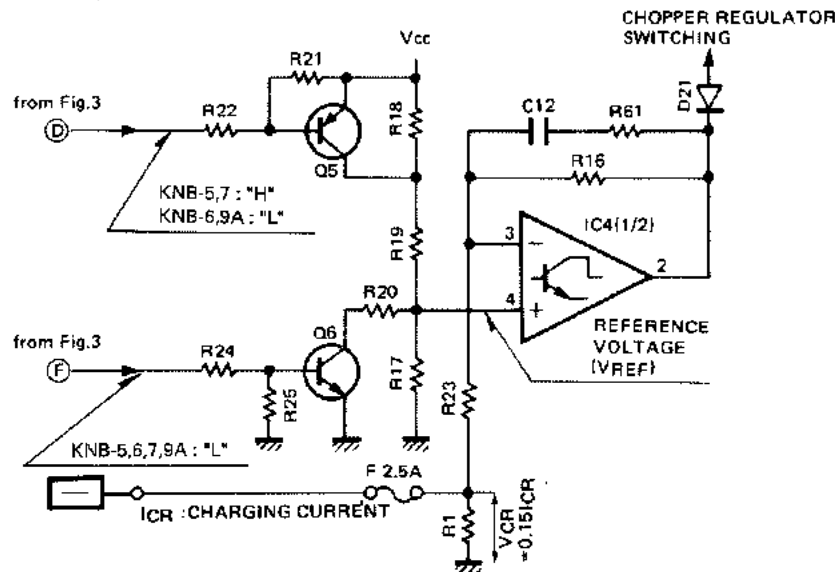 CHOPPER REGULATOR
SWITCHING
Vcc
R21
D21
from Fig.3
D
R22
R18
C12
R61
R16
Q5
KNB-5,7 : "H"
KNB-6,9A : "L"
R19
IC4(1/2)
3
−
2
R20
4
+
Q6
REFERENCE
VOLTAGE
(VREF)
from Fig.3
F
R24
R17
R23
R25
KNB-5,6,7,9A : "L"
F 2.5A
−
ICR : CHARGING CURRENT
R1
VCR
=0.15ICR